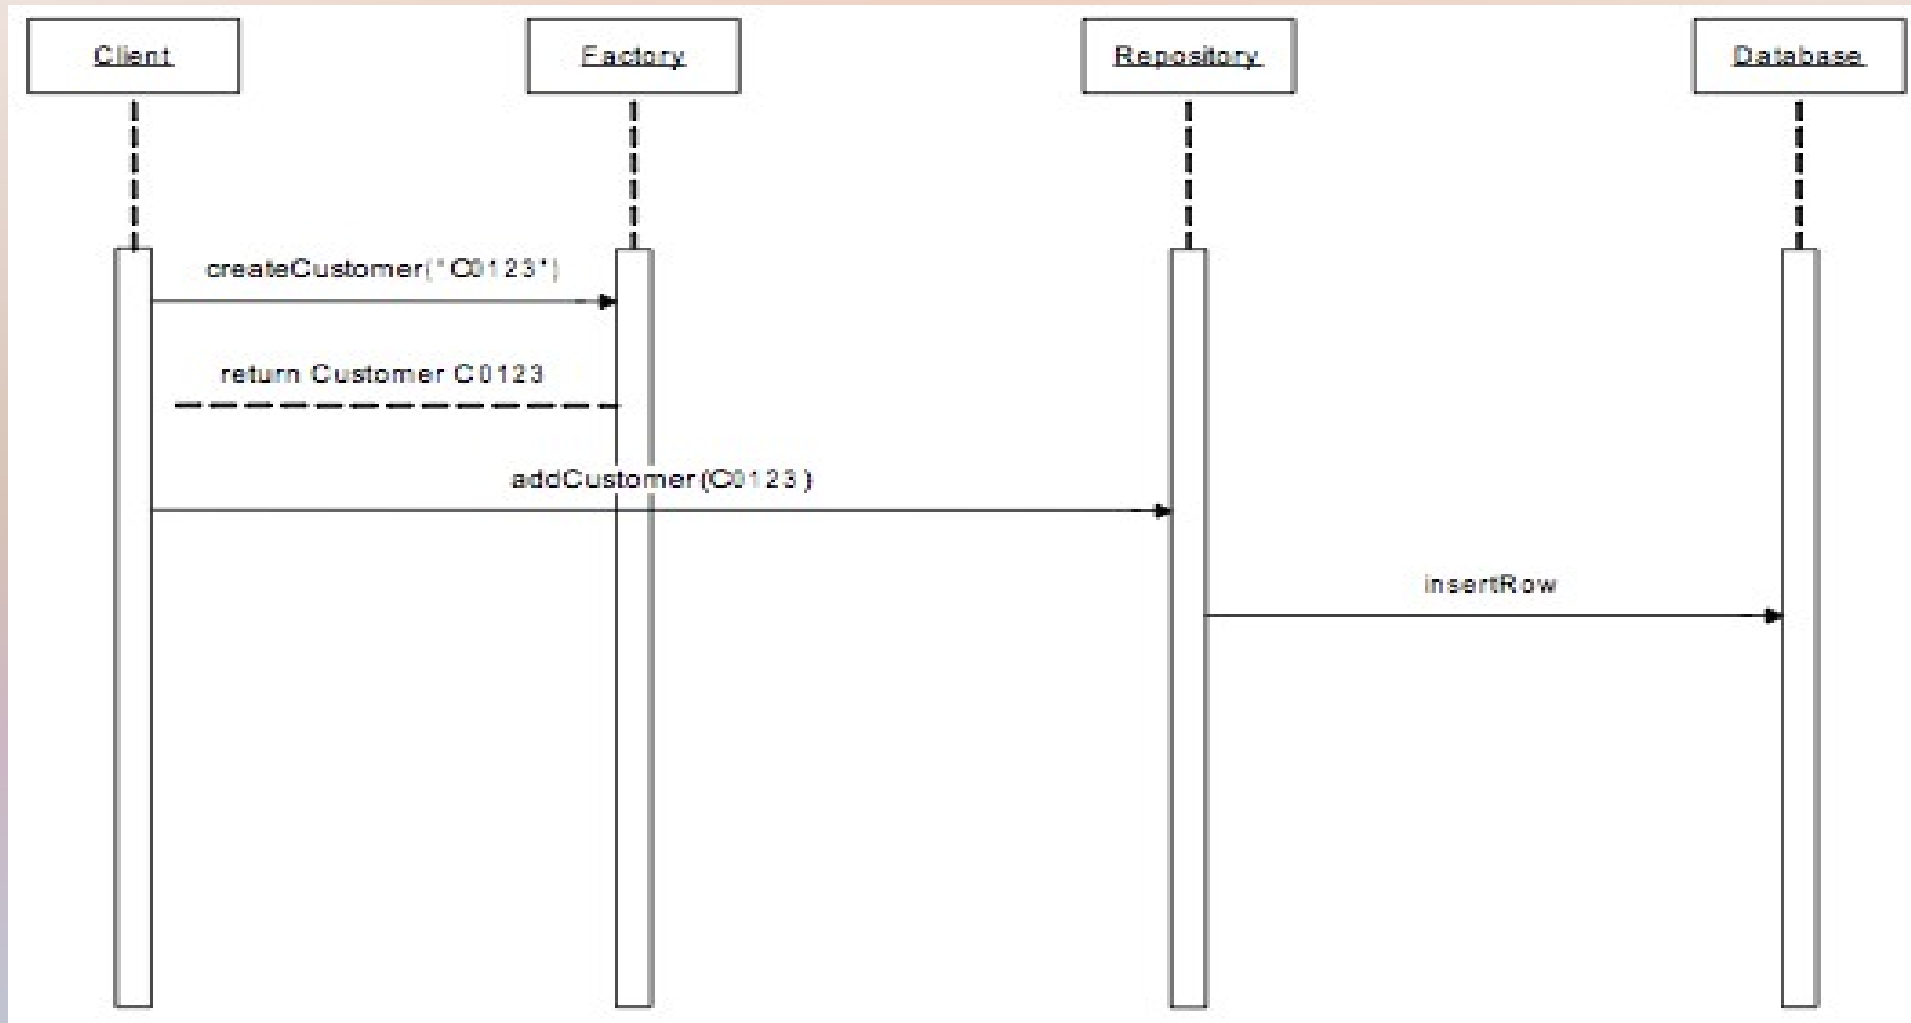 Client
Factory
Repository
Database
createCustomer("C0123")
return Customer C0123
addCustomer(C0123)
insertRow